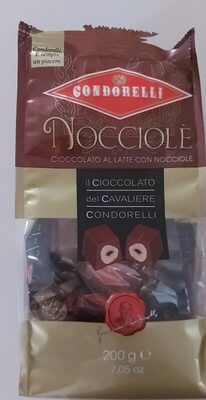 Condorelli.
È sempre
un piacere.
CONDORELLI
NOCCIOLÈ
CIOCCOLATO AL LATTE CON NOCCIOLE
il CIOCCOLATO
del CAVALIERE
CONDORELLI
200 g e
7.05 oz